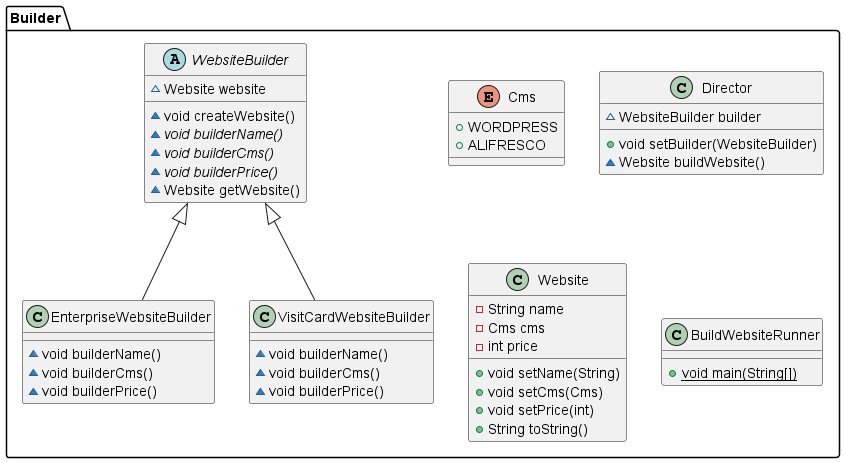 Builder
A WebsiteBuilder
Website website
void createWebsite()
void builderName()
void builderCms()
void builderPrice()
Website getWebsite()
E Cms
WORDPRESS
ALIFRESCO
C Director
WebsiteBuilder builder
void setBuilder(WebsiteBuilder)
Website buildWebsite()
C EnterpriseWebsiteBuilder
void builderName()
void builderCms()
void builderPrice()
C VisitCardWebsiteBuilder
void builderName()
void builderCms()
void builderPrice()
C Website
String name
Cms cms
int price
void setName(String)
void setCms(Cms)
void setPrice(int)
String toString()
C BuildWebsiteRunner
void main(String[])